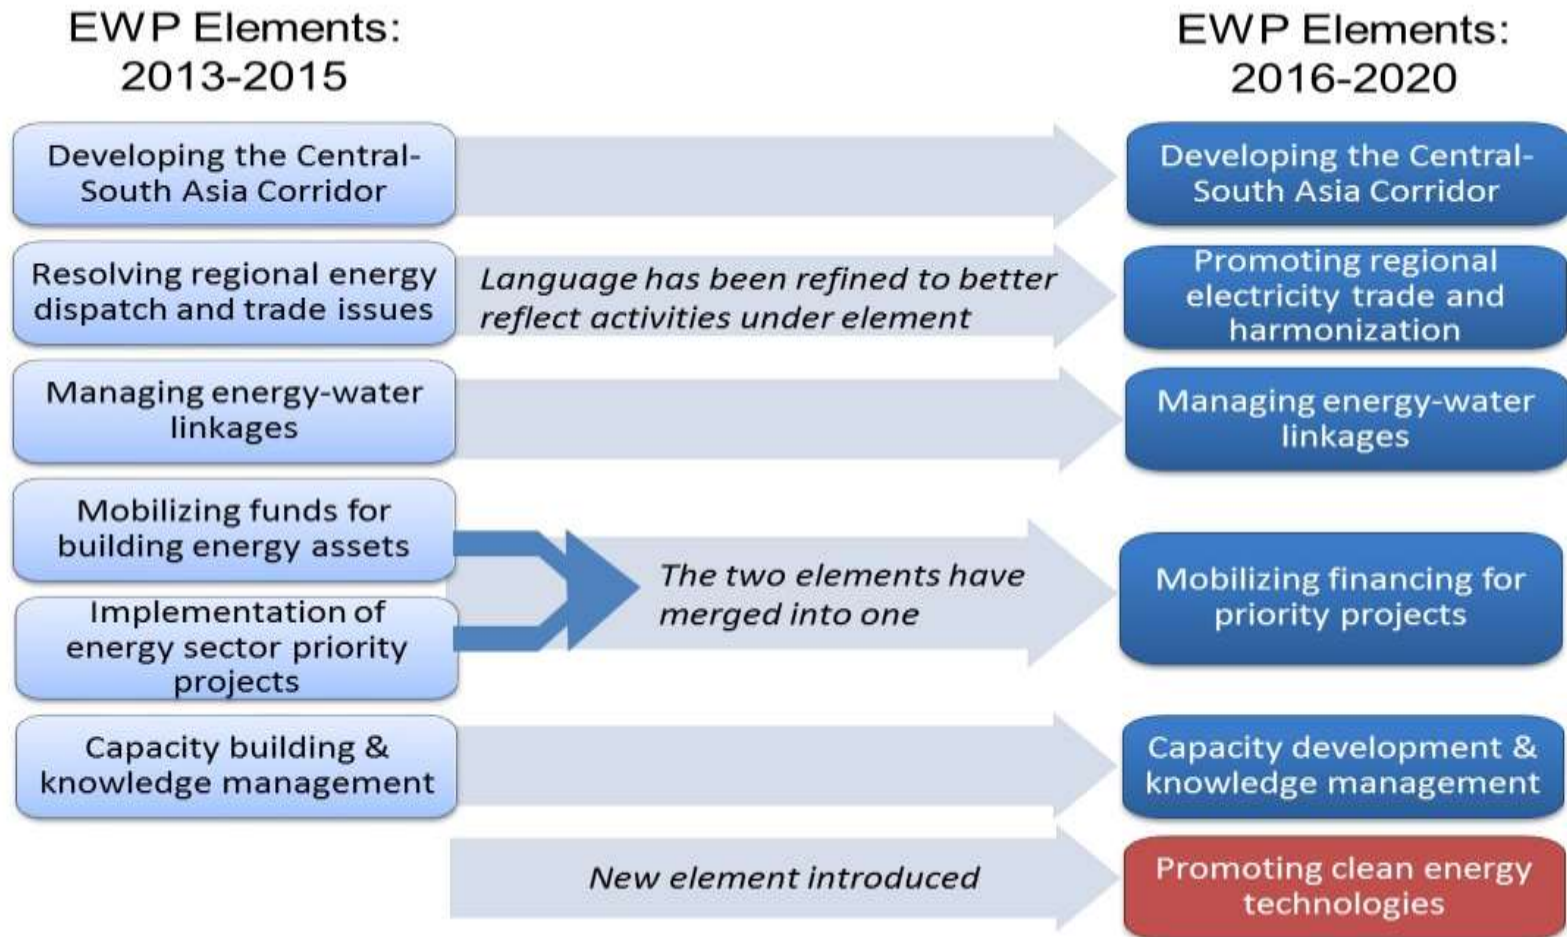 EWP Elements:
2013-2015
EWP Elements:
2016-2020
Developing the Central-
South Asia Corridor
Developing the Central-
South Asia Corridor
Resolving regional energy
dispatch and trade issues
Language has been refined to better
reflect activities under element
Promoting regional
electricity trade and
harmonization
Managing energy-water
linkages
Managing energy-water
linkages
Mobilizing funds for
building energy assets
Implementation of
energy sector priority
projects
The two elements have
merged into one
Mobilizing financing for
priority projects
Capacity building &
knowledge management
Capacity development &
knowledge management
New element introduced
Promoting clean energy
technologies